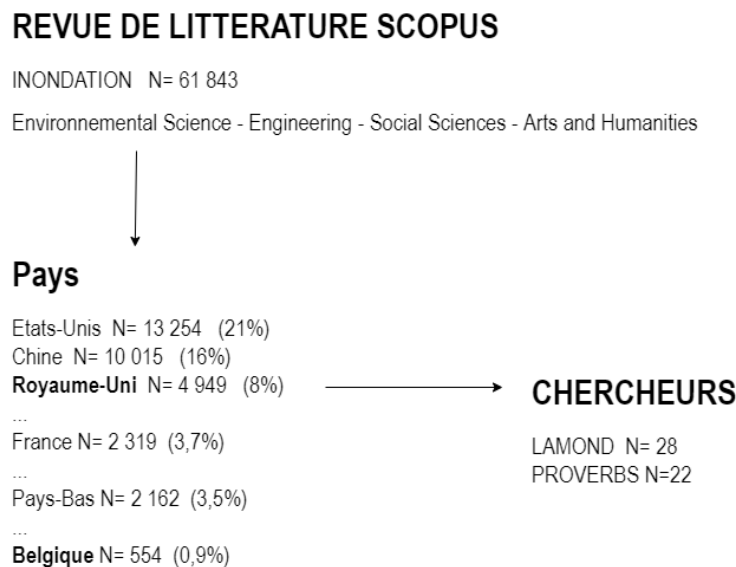 REVUE DE LITTERATURE SCOPUS
INONDATION N= 61 843
Environnemental Science - Engineering - Social Sciences - Arts and Humanities
Pays
Etats-Unis N= 13 254 (21%)
Chine N= 10 015 (16%)
Royaume-Uni N= 4 949 (8%)
...
France N= 2 319 (3,7%)
...
Pays-Bas N= 2 162 (3,5%)
...
Belgique N= 554 (0,9%)
CHERCHEURS
LAMOND N= 28
PROVERBS N=22